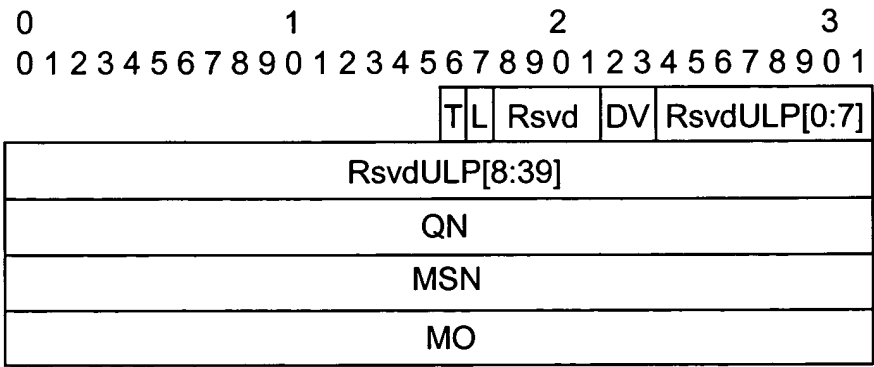 0 1 2 3
0 1 2 3 4 5 6 7 8 9 0 1 2 3 4 5 6 7 8 9 0 1 2 3 4 5 6 7 8 9 0 1
T L Rsvd DV RsvdULP[0:7]
RsvdULP[8:39]
QN
MSN
MO